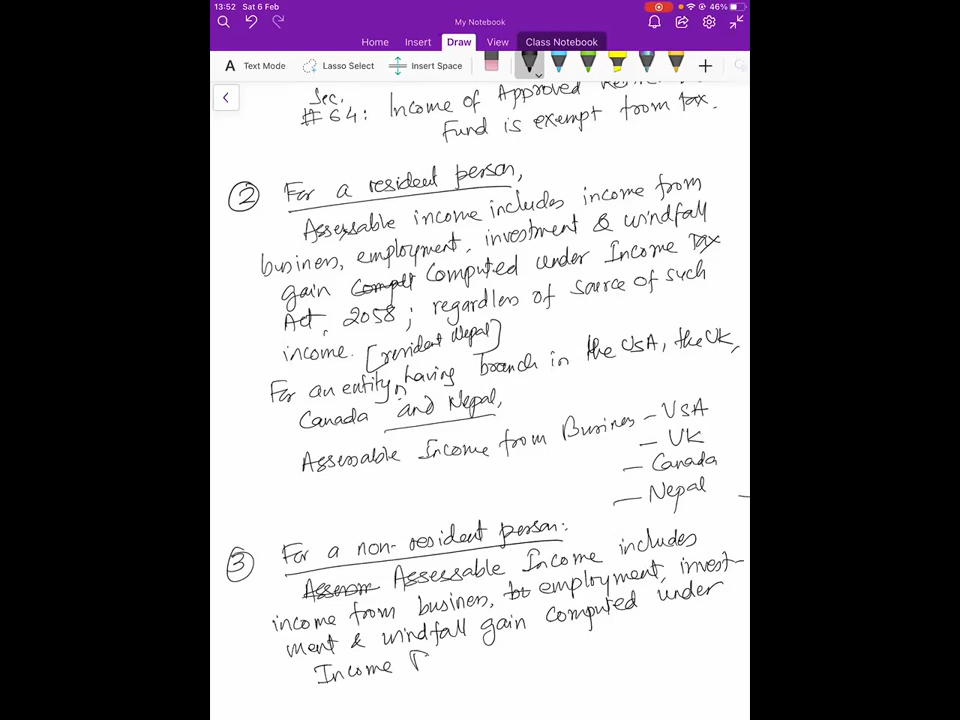 13:52 Sat 6 Feb
46%
My Notebook
Home Insert Draw View Class Notebook
A Text Mode Lasso Select Insert Space
Sec.
# 64: Income of Approved
Fund is exempt from tax.
② For a resident person,
Assessable income includes income from
business, employment, investment & windfall
gain Computed under Income Tax
Act, 2058; regardless of source of such
income. [resident Nepal]
For an entity, having branch in the USA, the UK,
Canada and Nepal,
Assessable Income from Busines - USA
- UK
- Canada
- Nepal -
③ For a non-resident person:
Assessable Income includes
income from business, employment, invest-
ment & windfall gain computed under
Income